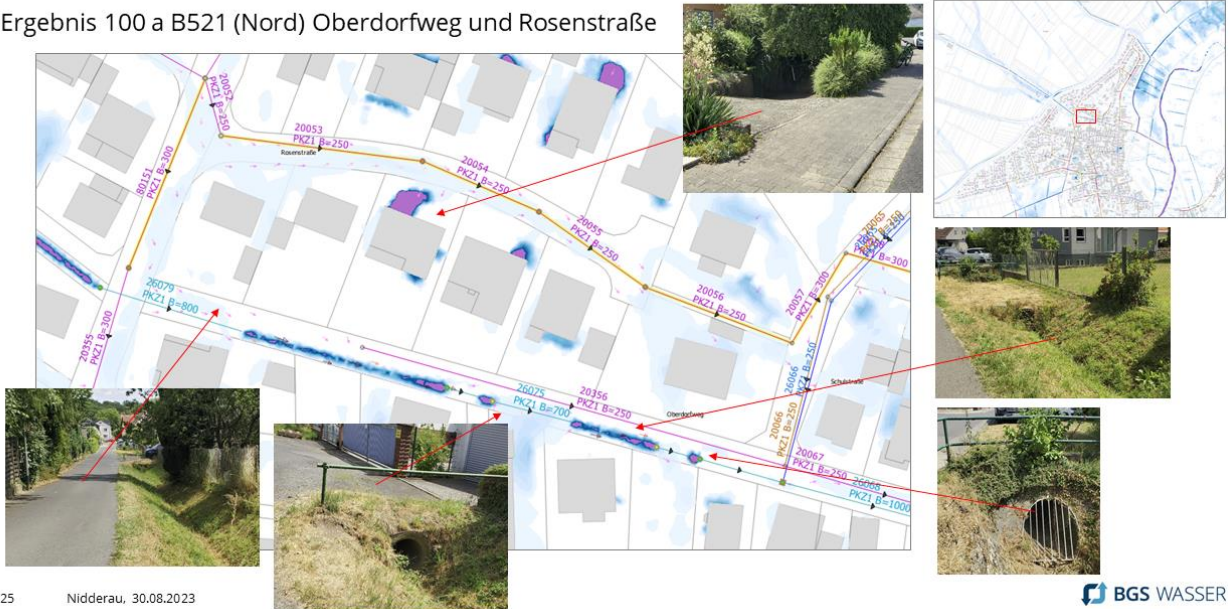 Ergebnis 100 a B521 (Nord) Oberdorfweg und Rosenstraße
20052
PKZ1 B=250
20053
PKZ1 B=250
Rosenstraße
80151
PKZ1 B=300
20054
PKZ1 B=250
20055
PKZ1 B=250
20065
26079
PKZ1 B=800
20056
PKZ1 B=250
20057
PKZ1 B=300
B=300
20355
PKZ1 B=300
26066
PKZ1 B=250
Schulstraße
26075
PKZ1 B=700
20356
PKZ1 B=250
Oberdorfweg
20066
PKZ1 B=250
20067
PKZ1 B=250
26068
PKZ1 B=1000
25
Nidderau, 30.08.2023
BGS WASSER